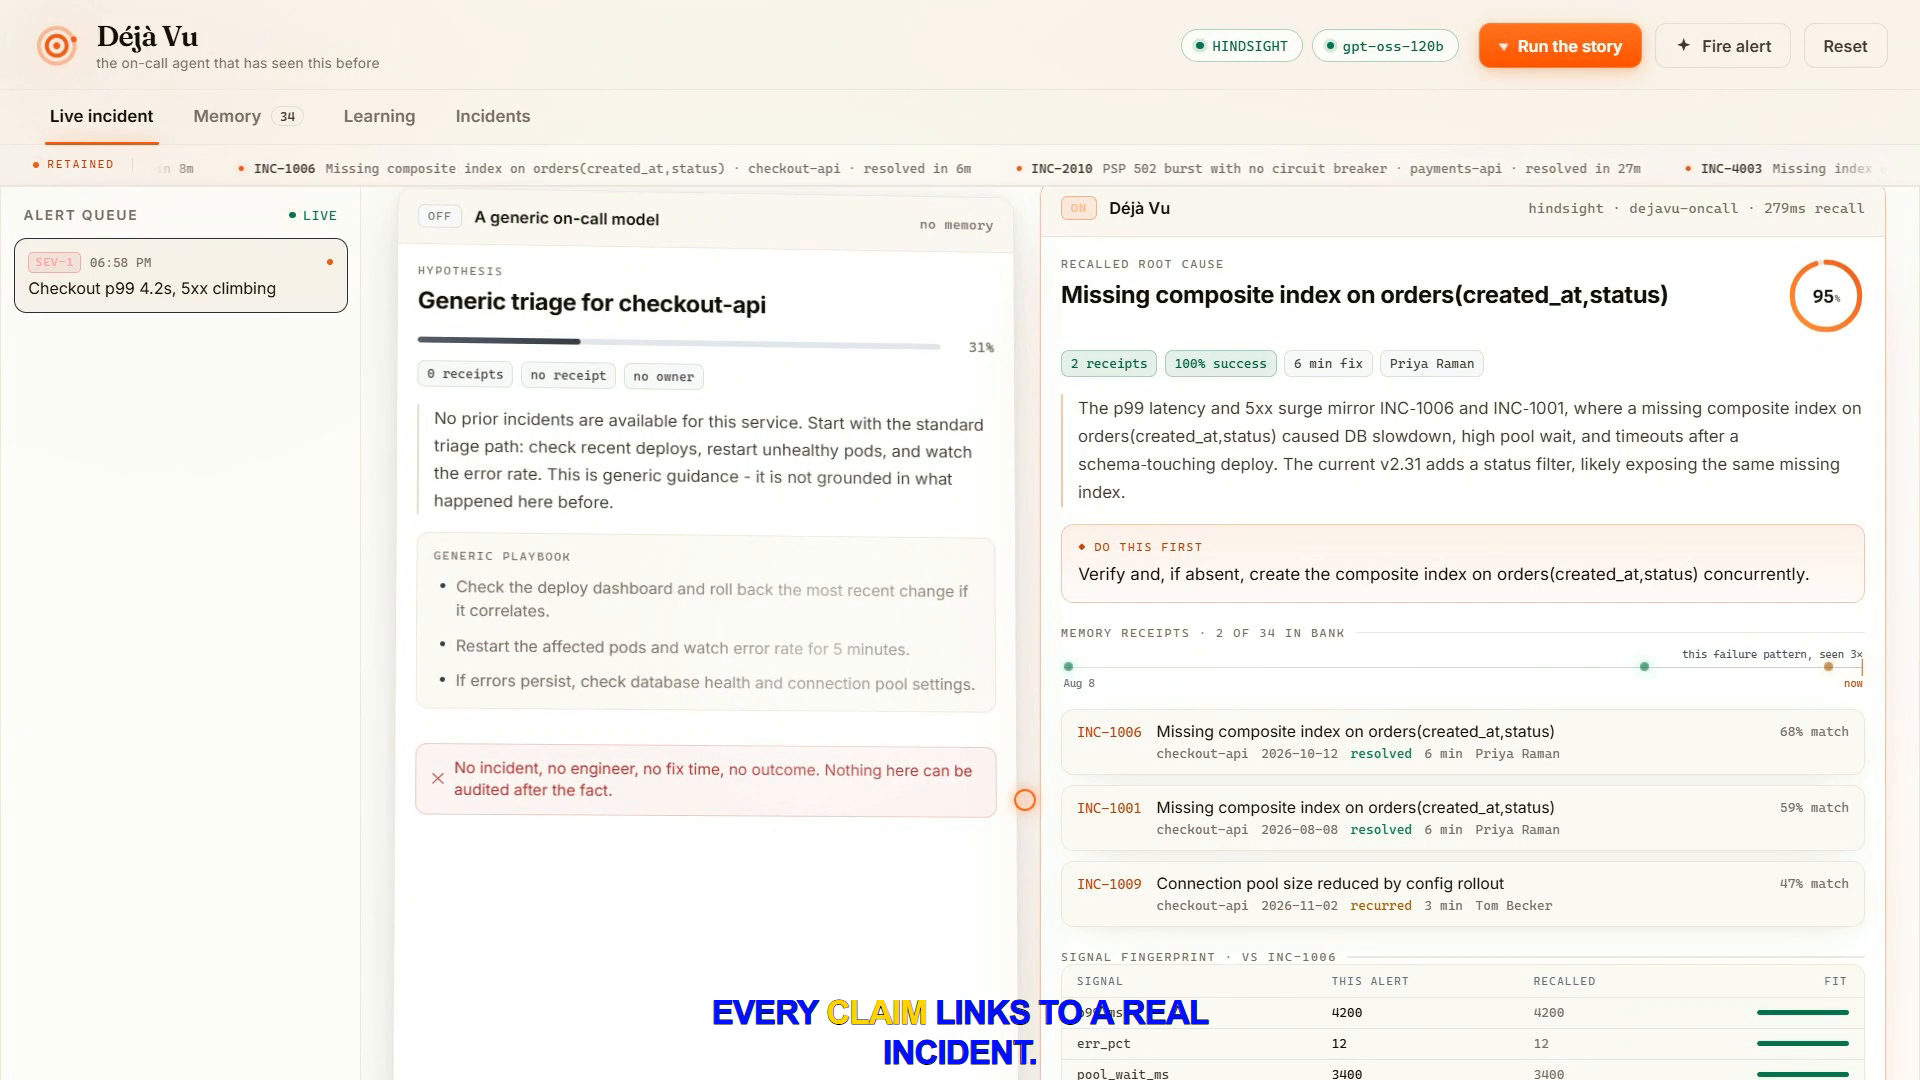 Déjà Vu
the on-call agent that has seen this before
HINDSIGHT
gpt-oss-120b
Run the story
Fire alert
Reset
Live incident
Memory 34
Learning
Incidents
RETAINED
in 8m
INC-1006 Missing composite index on orders(created_at,status) · checkout-api · resolved in 6m
INC-2010 PSP 502 burst with no circuit breaker · payments-api · resolved in 27m
INC-4003 Missing index
ALERT QUEUE
LIVE
SEV-1 06:58 PM
Checkout p99 4.2s, 5xx climbing
OFF A generic on-call model
no memory
HYPOTHESIS
Generic triage for checkout-api
31%
0 receipts
no receipt
no owner
No prior incidents are available for this service. Start with the standard
triage path: check recent deploys, restart unhealthy pods, and watch
the error rate. This is generic guidance - it is not grounded in what
happened here before.
GENERIC PLAYBOOK
• Check the deploy dashboard and roll back the most recent change if
it correlates.
• Restart the affected pods and watch error rate for 5 minutes.
• If errors persist, check database health and connection pool settings.
No incident, no engineer, no fix time, no outcome. Nothing here can be
audited after the fact.
ON Déjà Vu
hindsight · dejavu-oncall · 279ms recall
RECALLED ROOT CAUSE
Missing composite index on orders(created_at,status)
95%
2 receipts
100% success
6 min fix
Priya Raman
The p99 latency and 5xx surge mirror INC-1006 and INC-1001, where a missing composite index on
orders(created_at,status) caused DB slowdown, high pool wait, and timeouts after a
schema-touching deploy. The current v2.31 adds a status filter, likely exposing the same missing
index.
DO THIS FIRST
Verify and, if absent, create the composite index on orders(created_at,status) concurrently.
MEMORY RECEIPTS · 2 OF 34 IN BANK
this failure pattern, seen 3×
Aug 8
now
INC-1006 Missing composite index on orders(created_at,status)
68% match
checkout-api 2026-10-12 resolved 6 min Priya Raman
INC-1001 Missing composite index on orders(created_at,status)
59% match
checkout-api 2026-08-08 resolved 6 min Priya Raman
INC-1009 Connection pool size reduced by config rollout
47% match
checkout-api 2026-11-02 recurred 3 min Tom Becker
SIGNAL FINGERPRINT · VS INC-1006
SIGNAL THIS ALERT RECALLED FIT
p99_ms 4200 4200
err_pct 12 12
pool_wait_ms 3400 3400
EVERY CLAIM LINKS TO A REAL
INCIDENT.